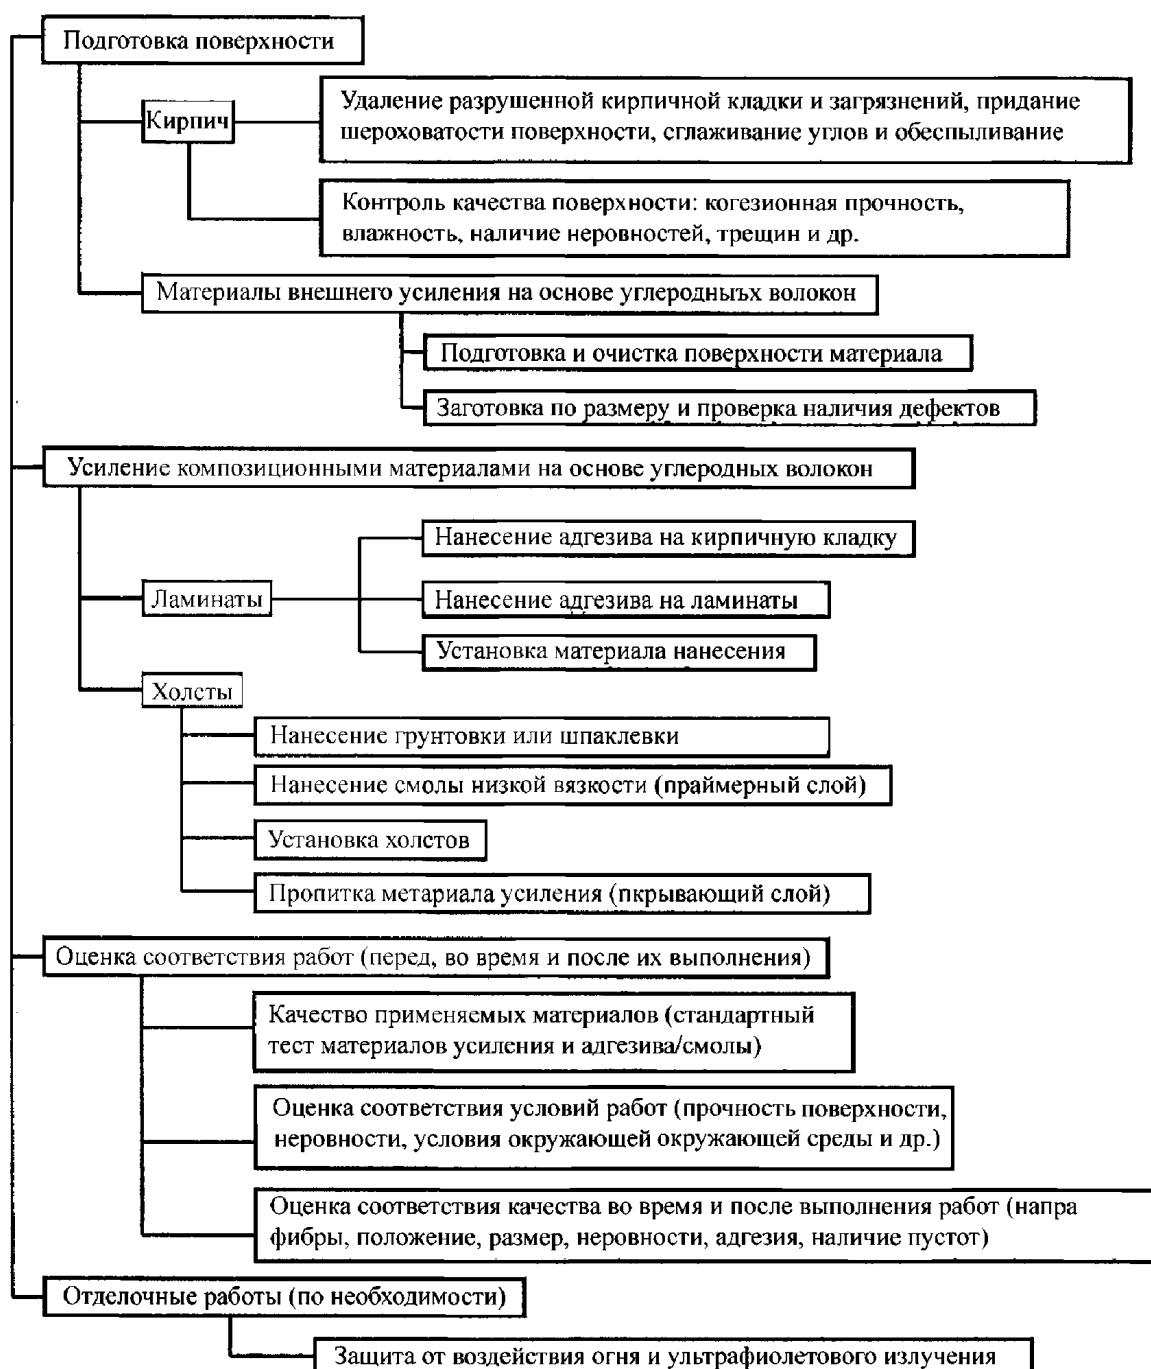 Подготовка поверхности
Кирпич
Удаление разрушенной кирпичной кладки и загрязнений, придание
шероховатости поверхности, сглаживание углов и обеспыливание
Контроль качества поверхности: когезионная прочность,
влажность, наличие неровностей, трещин и др.
Материалы внешнего усиления на основе углеродныъх волокон
Подготовка и очистка поверхности материала
Заготовка по размеру и проверка наличия дефектов
Усиление композиционными материалами на основе углеродных волокон
Нанесение адгезива на кирпичную кладку
Ламинаты
Нанесение адгезива на ламинаты
Установка материала нанесения
Холсты
Нанесение грунтовки или шпаклевки
Нанесение смолы низкой вязкости (праймерный слой)
Установка холстов
Пропитка метариала усиления (пкрывающий слой)
Оценка соответствия работ (перед, во время и после их выполнения)
Качество применяемых материалов (стандартный
тест материалов усиления и адгезива/смолы)
Оценка соответствия условий работ (прочность поверхности,
неровности, условия окружающей окружающей среды и др.)
Оценка соответствия качества во время и после выполнения работ (напра
фибры, положение, размер, неровности, адгезия, наличие пустот)
Отделочные работы (по необходимости)
Защита от воздействия огня и ультрафиолетового излучения